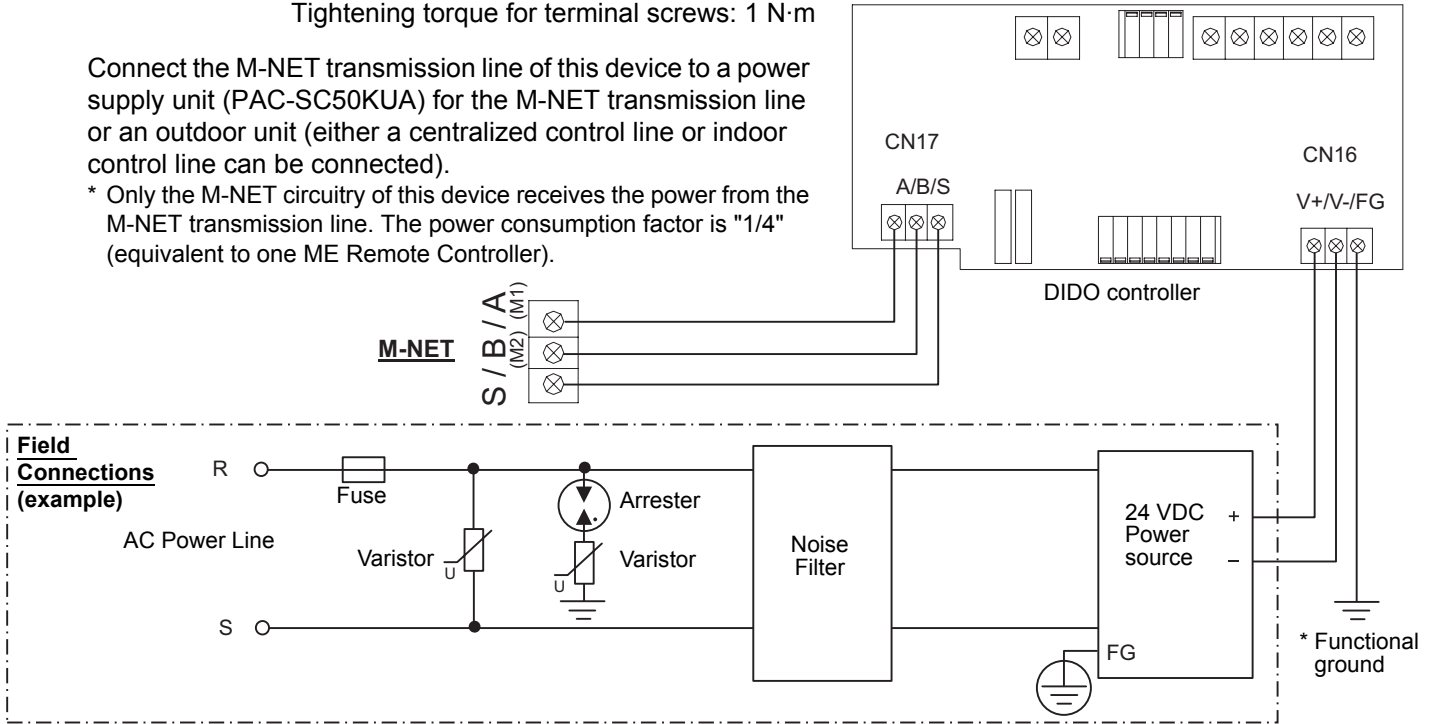 Tightening torque for terminal screws: 1 N·m
Connect the M-NET transmission line of this device to a power
supply unit (PAC-SC50KUA) for the M-NET transmission line
or an outdoor unit (either a centralized control line or indoor
control line can be connected).
* Only the M-NET circuitry of this device receives the power from the
M-NET transmission line. The power consumption factor is "1/4"
(equivalent to one ME Remote Controller).
CN17
A/B/S
CN16
V+/V-/FG
DIDO controller
M-NET
S / B / A
(M2) (M1)
Field
Connections
(example)
R
Fuse
Arrester
AC Power Line
Varistor
U
Varistor
U
Noise
Filter
24 VDC
Power
source
+
–
S
FG
* Functional
ground